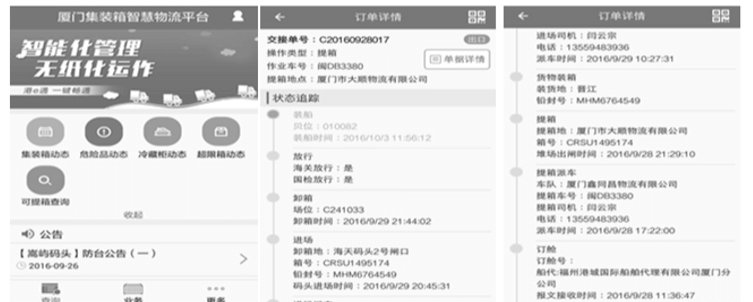 厦门集装箱智慧物流平台
智能化管理
无纸化运作
港e通 一键畅通
集装箱动态
危险品动态
冷藏柜动态
超限箱动态
可提箱查询
收起
公告
【嵩屿码头】防台公告（一）
2016-09-26
查询
业务
更多
订单详情
交接单号：C20160928017
出口
操作类型：提箱
作业车号：闽DB3380
单据详情
提箱地点：厦门市大顺物流有限公司
状态追踪
装船
贝位：010082
装船时间：2016/10/3 11:56:12
放行
海关放行：是
国检放行：是
卸箱
场位：C241033
卸箱时间：2016/9/29 21:44:02
进场
卸箱地：海天码头2号闸口
箱号：CRSU1495174
铅封号：MHM6764549
码头进场时间：2016/9/29 20:45:31
订单详情
进场司机：闫云宗
电话：13559483936
派车时间：2016/9/29 10:27:31
货物装箱
装货地：晋江
铅封号：MHM6764549
提箱
提箱地：厦门市大顺物流有限公司
箱号：CRSU1495174
堆场出闸时间：2016/9/28 21:29:10
提箱派车
车队：厦门鑫同昌物流有限公司
提箱车号：闽DB3380
提箱司机：闫云宗
电话：13559483936
派车时间：2016/9/28 17:22:00
订舱
订舱号：
船代:福州港城国际船舶代理有限公司厦门分
公司
报文接收时间：2016/9/28 11:36:47